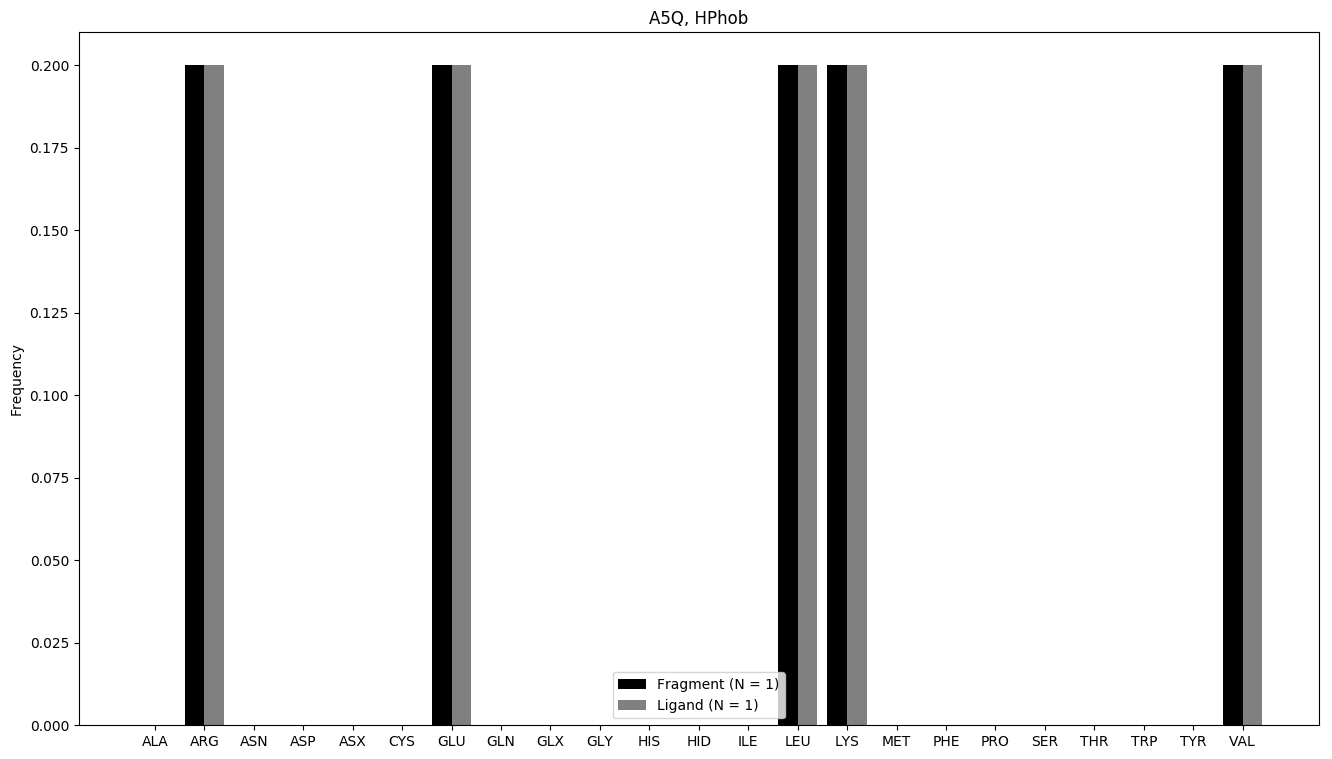 A5Q, HPhob
Frequency
0.200
0.175
0.150
0.125
0.100
0.075
0.050
0.025
0.000
Fragment (N = 1)
Ligand (N = 1)
ALA ARG ASN ASP ASX CYS GLU GLN GLX GLY HIS HID ILE LEU LYS MET PHE PRO SER THR TRP TYR VAL